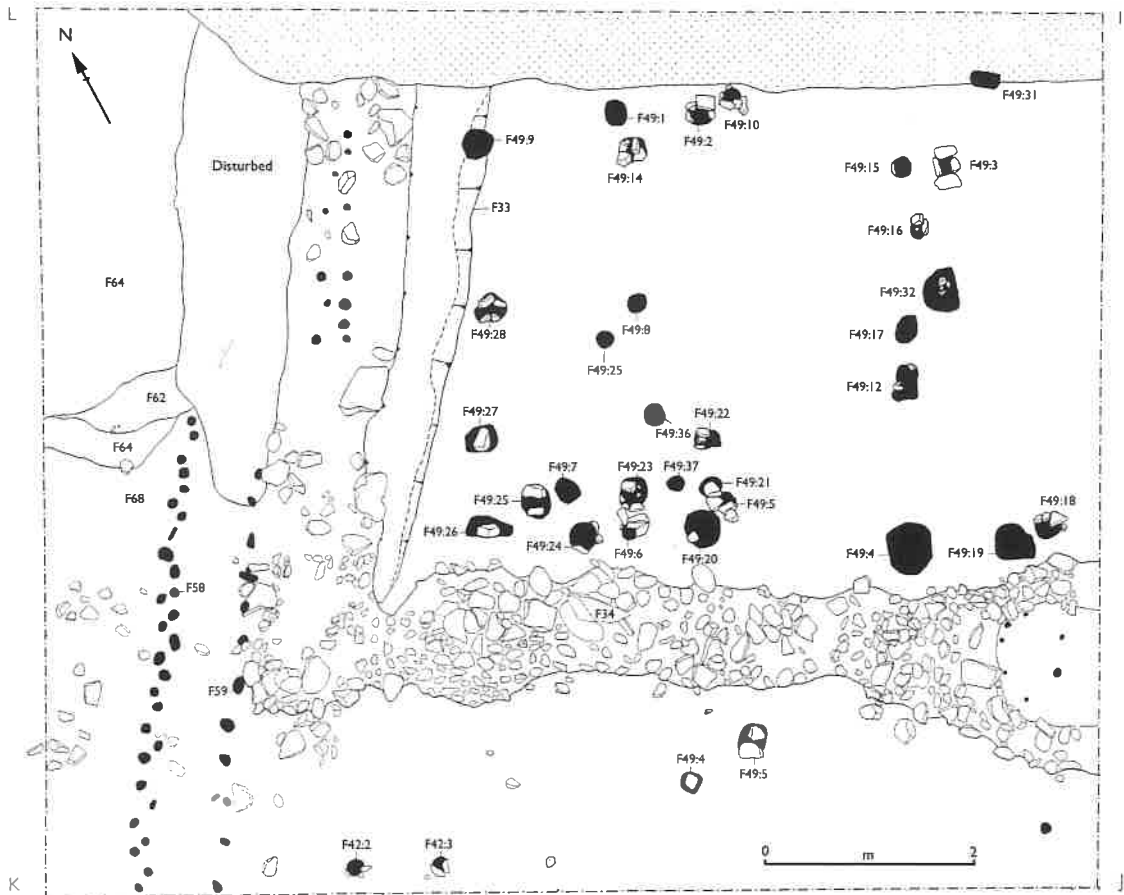 L
I
N
F49:31
F49:1
F49:2
F49:10
F49:9
Disturbed
F49:14
F49:15
F49:3
F33
F49:16
F64
F49:32
F49:8
F49:28
F49:17
F49:25
F49:12
F62
F49:27
F49:22
F49:36
F64
F49:7
F49:23
F49:37
F49:21
F68
F49:25
F49:5
F49:18
F49:26
F49:24
F49:6
F49:20
F49:4
F49:19
F58
F34
F59
F49:4
F49:5
F42:2
F42:3
0
2
m
K
J